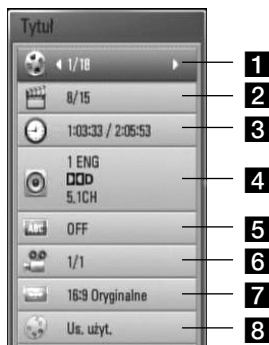 Tytuł
1/18 1
8/15 2
1:03:33 / 2:05:53 3
1 ENG
DD D
5.1CH 4
ABC OFF 5
1/1 6
16:9 Oryginalne 7
Us. użyt. 8